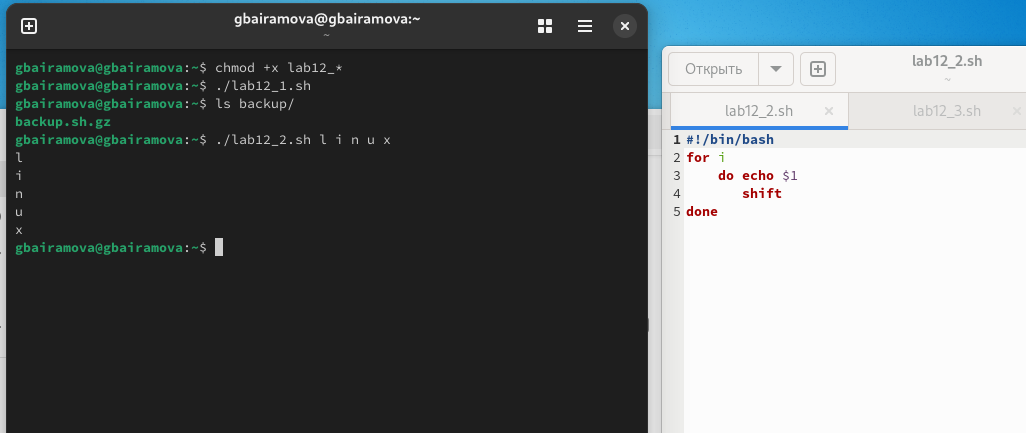 gbairamova@gbairamova:~
~
gbairamova@gbairamova:~$ chmod +x lab12_*
gbairamova@gbairamova:~$ ./lab12_1.sh
gbairamova@gbairamova:~$ ls backup/
backup.sh.gz
gbairamova@gbairamova:~$ ./lab12_2.sh l i n u x
l
i
n
u
x
gbairamova@gbairamova:~$
Открыть
lab12_2.sh
~
lab12_2.sh
lab12_3.sh
1 #!/bin/bash
2 for i
3     do echo $1
4        shift
5 done